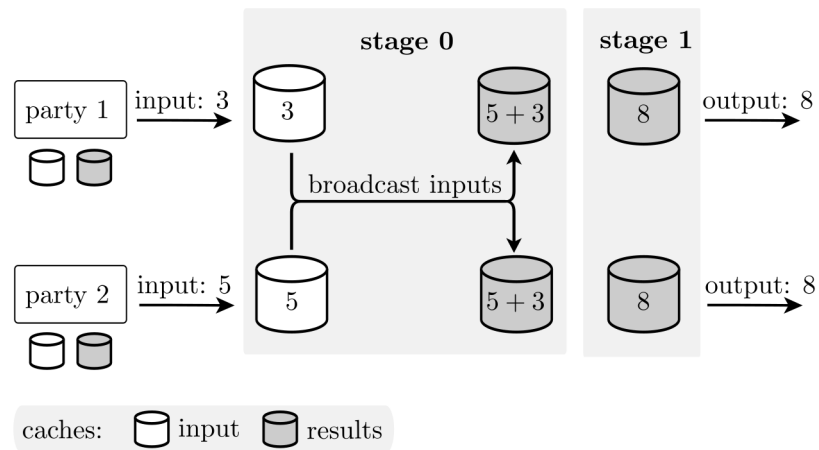 stage 0
stage 1
party 1
input: 3
3
5 + 3
8
output: 8
broadcast inputs
party 2
input: 5
5
5 + 3
8
output: 8
caches:
input
results